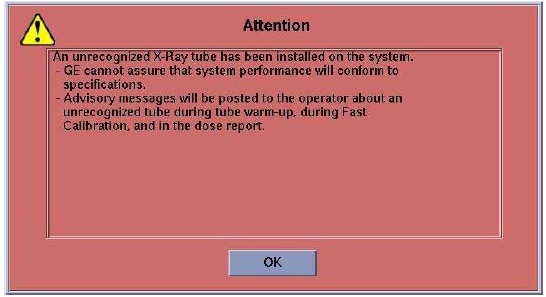 Attention
An unrecognized X-Ray tube has been installed on the system.
- GE cannot assure that system performance will conform to
specifications.
- Advisory messages will be posted to the operator about an
unrecognized tube during tube warm-up, during Fast
Calibration, and in the dose report.
OK